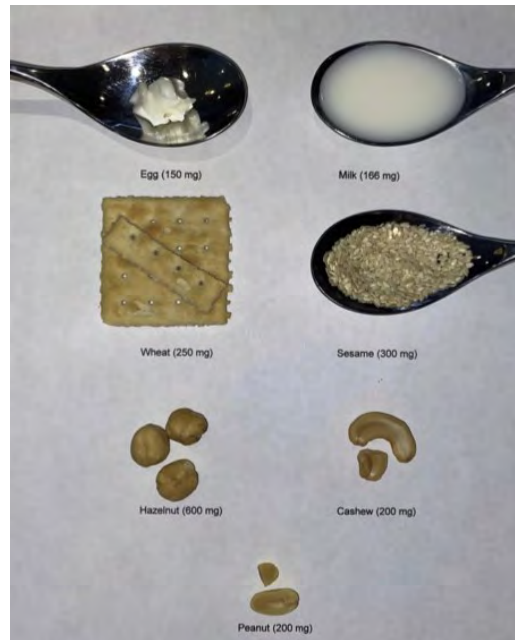 Egg (150 mg)
Milk (166 mg)
Wheat (250 mg)
Sesame (300 mg)
Hazelnut (600 mg)
Cashew (200 mg)
Peanut (200 mg)